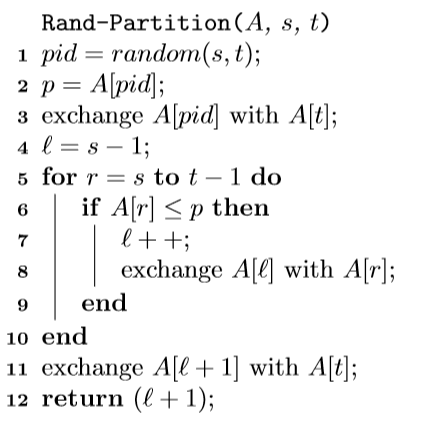 Rand-Partition(A, s, t)
1 pid = random(s, t);
2 p = A[pid];
3 exchange A[pid] with A[t];
4 ℓ = s − 1;
5 for r = s to t − 1 do
6 if A[r] ≤ p then
7 ℓ + +;
8 exchange A[ℓ] with A[r];
9 end
10 end
11 exchange A[ℓ + 1] with A[t];
12 return (ℓ + 1);